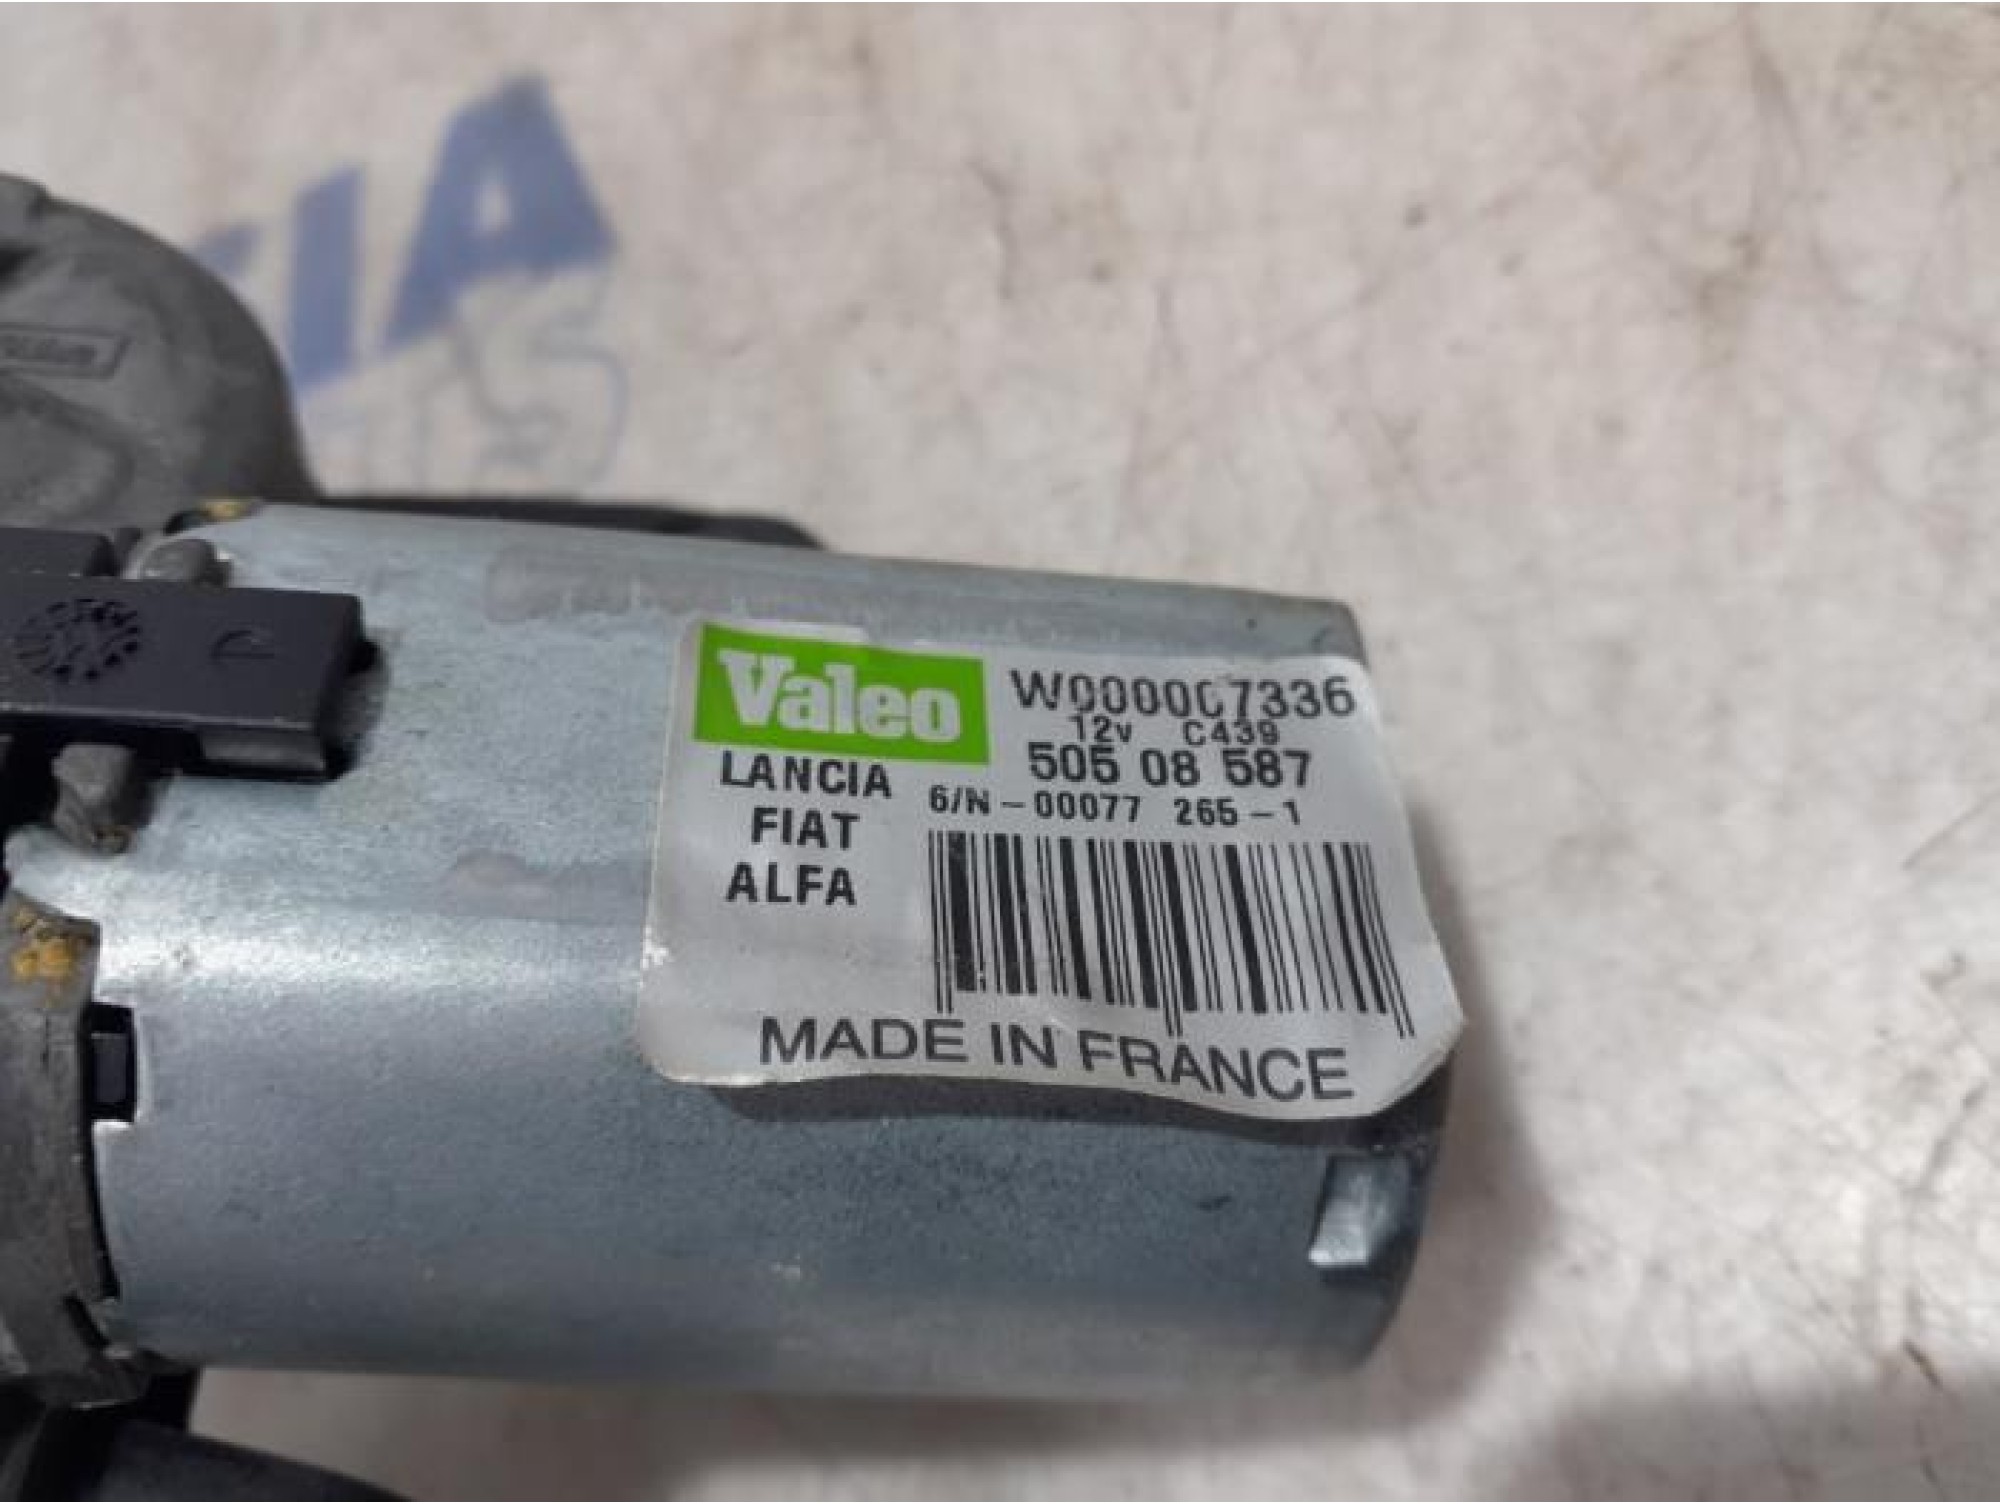 Valeo
W000007336
12v C439
505 08 587
6/N-00077 265-1
LANCIA
FIAT
ALFA
MADE IN FRANCE